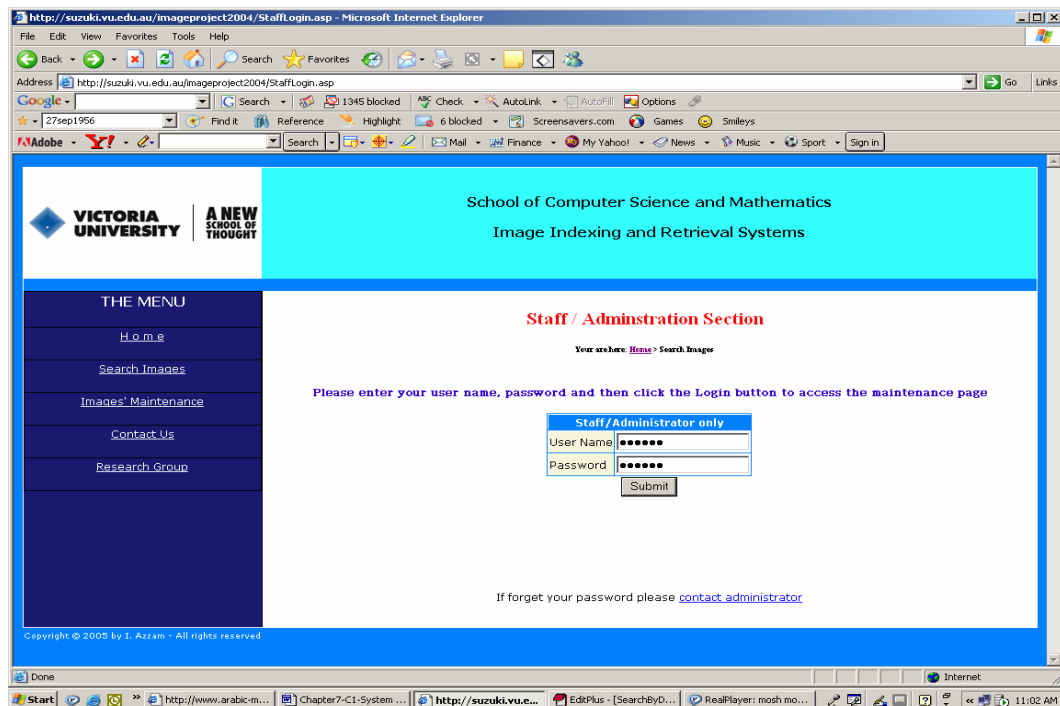 http://suzuki.vu.edu.au/imageproject2004/StaffLogin.asp - Microsoft Internet Explorer
File Edit View Favorites Tools Help
Back Search Favorites
Address http://suzuki.vu.edu.au/imageproject2004/StaffLogin.asp Go Links
Google Search 1345 blocked ABC Check AutoLink AutoFill Options
27sep1956 Find it Reference Highlight 6 blocked Screensavers.com Games Smileys
Adobe Y! Search Mail Finance My Yahoo! News Music Sport Sign in
VICTORIA UNIVERSITY
A NEW SCHOOL OF THOUGHT
School of Computer Science and Mathematics
Image Indexing and Retrieval Systems
THE MENU
Home
Search Images
Images' Maintenance
Contact Us
Research Group
Staff / Adminstration Section
Your are here: Home > Search Images
Please enter your user name, password and then click the Login button to access the maintenance page
Staff/Administrator only
User Name ●●●●●●
Password ●●●●●●
Submit
If forget your password please contact administrator
Copyright © 2005 by I. Azzam - All rights reserved
Done Internet
Start » http://www.arabic-m... Chapter7-C1-System ... http://suzuki.vu.e... EditPlus - [SearchByD... RealPlayer: mosh mo... « 11:02 AM